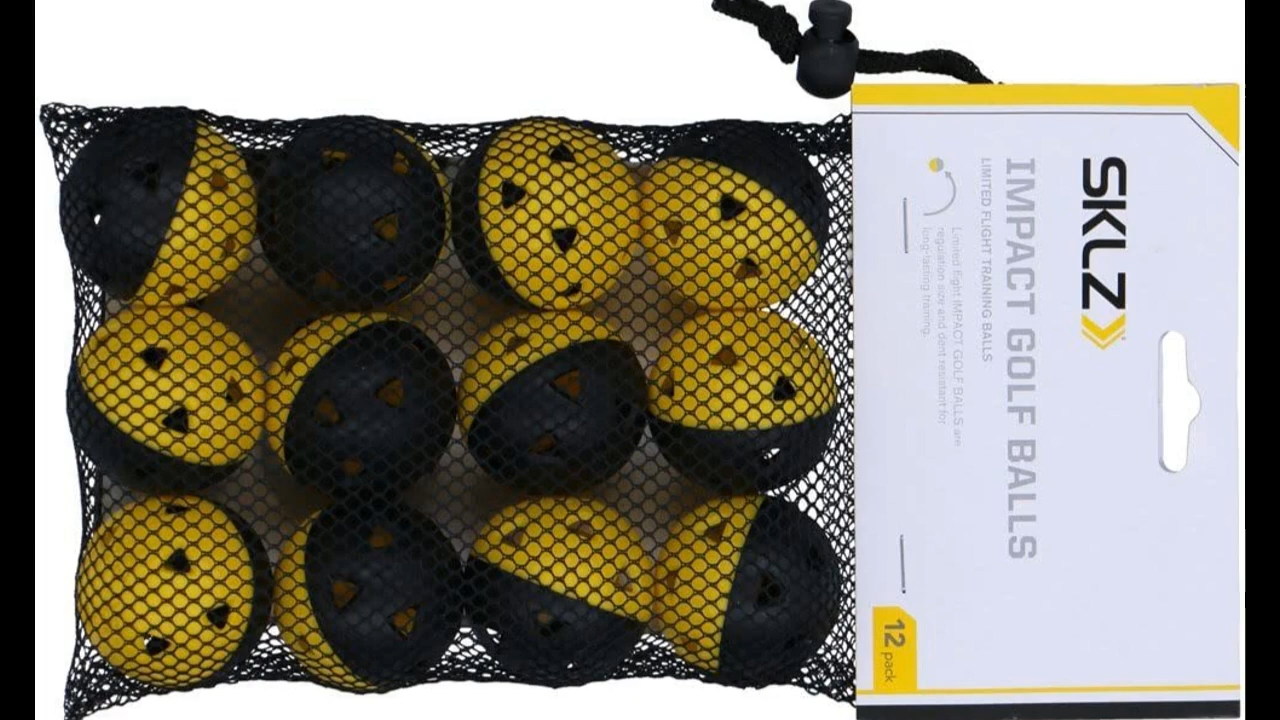 SKLZ
IMPACT GOLF BALLS
LIMITED FLIGHT TRAINING BALLS
Limited flight IMPACT GOLF BALLS are
regulation size and dent resistant for
long-lasting training.
12 pack